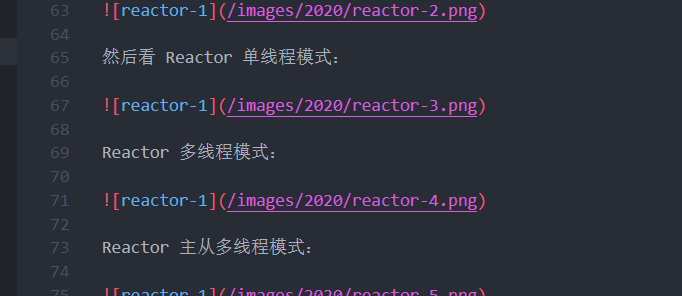 63 ![reactor-1](/images/2020/reactor-2.png)
64
65 然后看 Reactor 单线程模式:
66
67 ![reactor-1](/images/2020/reactor-3.png)
68
69 Reactor 多线程模式:
70
71 ![reactor-1](/images/2020/reactor-4.png)
72
73 Reactor 主从多线程模式:
74
75 ![reactor-1](/images/2020/reactor-5.png)